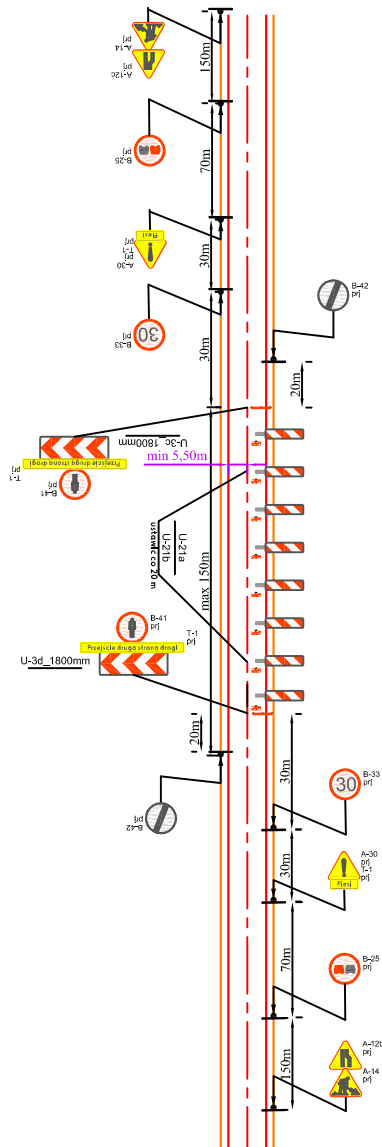 A-14
prj
A-12c
prj
150m
B-25
prj
70m
Piesi
A-30
T-1
prj
30m
30
B-33
prj
30m
B-42
prj
20m
U-3c_1800mm
Przejście drugą stroną drogi
T-1
prj
B-41
prj
min 5,50m
U-21a
U-21b
ustawić co 20 m
max 150m
B-41
prj
T-1
prj
Przejście drugą stroną drogi
U-3d_1800mm
20m
B-42
prj
30m
30
B-33
prj
30m
A-30
T-1
prj
Piesi
70m
B-25
prj
150m
A-12b
prj
A-14
prj